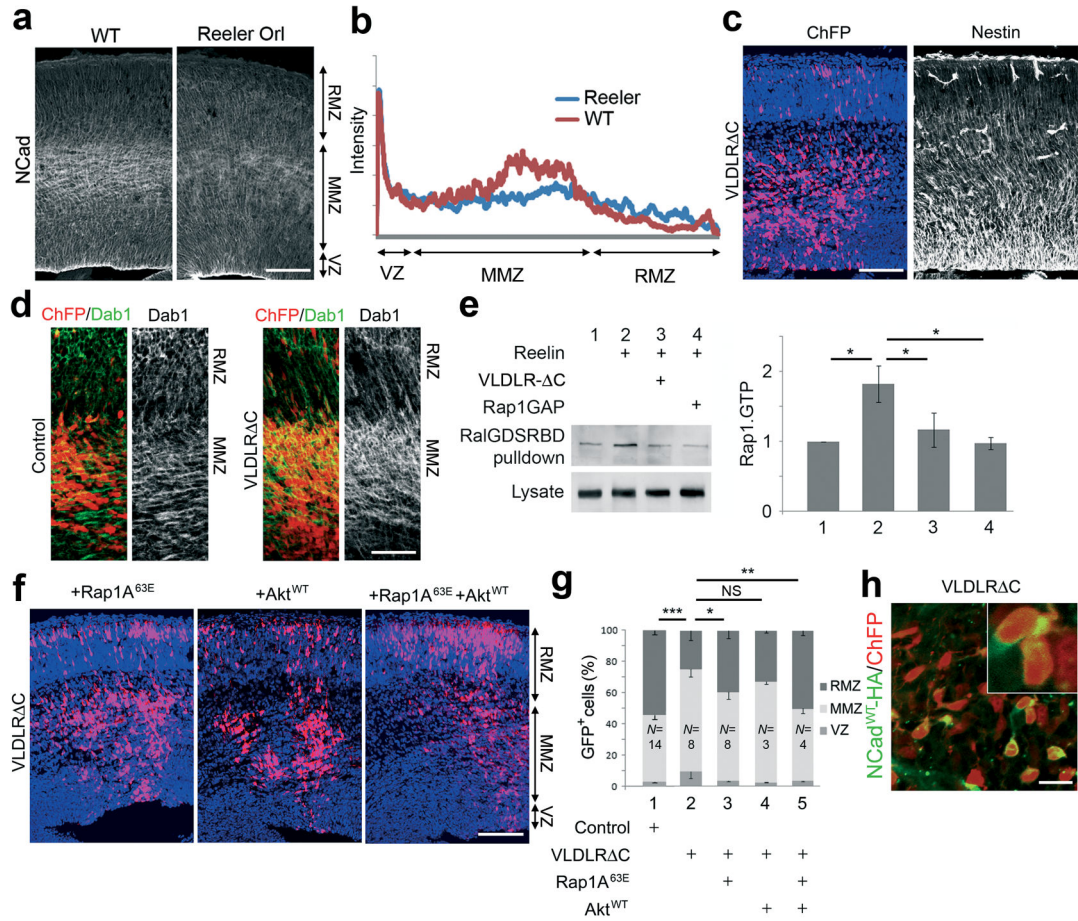 a
WT
Reeler Orl
NCad
RMZ
MMZ
VZ
b
Intensity
Reeler
WT
VZ
MMZ
RMZ
c
ChFP
Nestin
VLDLRΔC
d
ChFP/Dab1
Dab1
ChFP/Dab1
Dab1
Control
RMZ
MMZ
VLDLRΔC
RMZ
MMZ
e
1 2 3 4
Reelin + + +
VLDLR-ΔC +
Rap1GAP +
RalGDSRBD
pulldown
Lysate
Rap1.GTP
2
1
0
* * *
1 2 3 4
f
+Rap1A63E
+AktWT
+Rap1A63E +AktWT
VLDLRΔC
RMZ
MMZ
VZ
g
**
NS
*** *
GFP+cells (%)
100
80
60
40
20
0
N=14
N=8
N=8
N=3
N=4
RMZ
MMZ
VZ
1 2 3 4 5
Control +
VLDLRΔC + + + +
Rap1A63E + +
AktWT + +
h
VLDLRΔC
NCadWT-HA/ChFP